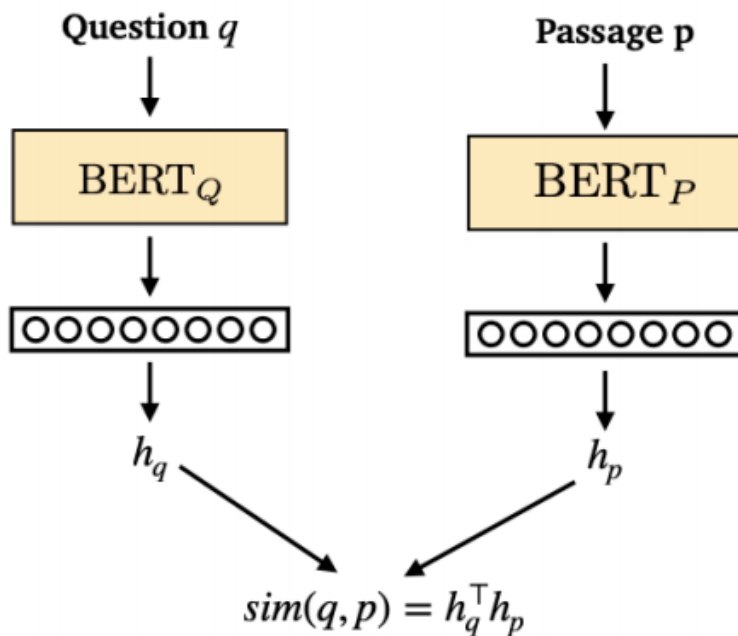 Question q
Passage p
BERT_Q
BERT_P
h_q
h_p
sim(q, p) = h_q^⊤ h_p